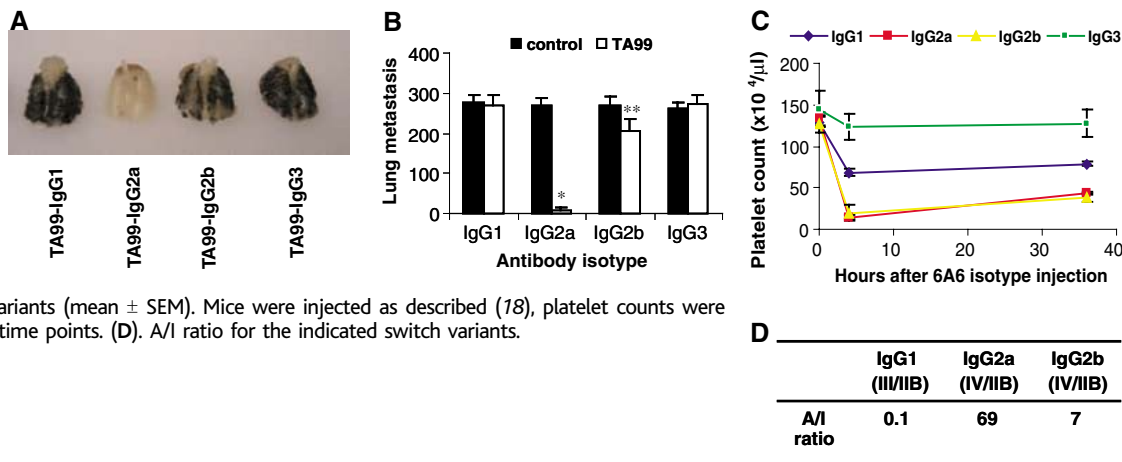 A
TA99-IgG1
TA99-IgG2a
TA99-IgG2b
TA99-IgG3
B
control TA99
400
300
200
100
0
Lung metastasis
*
**
IgG1 IgG2a IgG2b IgG3
Antibody isotype
C
IgG1 IgG2a IgG2b IgG3
200
150
100
50
0
Platelet count (x10 ⁴/µl)
0 10 20 30 40
Hours after 6A6 isotype injection
ariants (mean ± SEM). Mice were injected as described (18), platelet counts were
time points. (D). A/I ratio for the indicated switch variants.
D
IgG1 IgG2a IgG2b
(III/IIB) (IV/IIB) (IV/IIB)
A/I 0.1 69 7
ratio